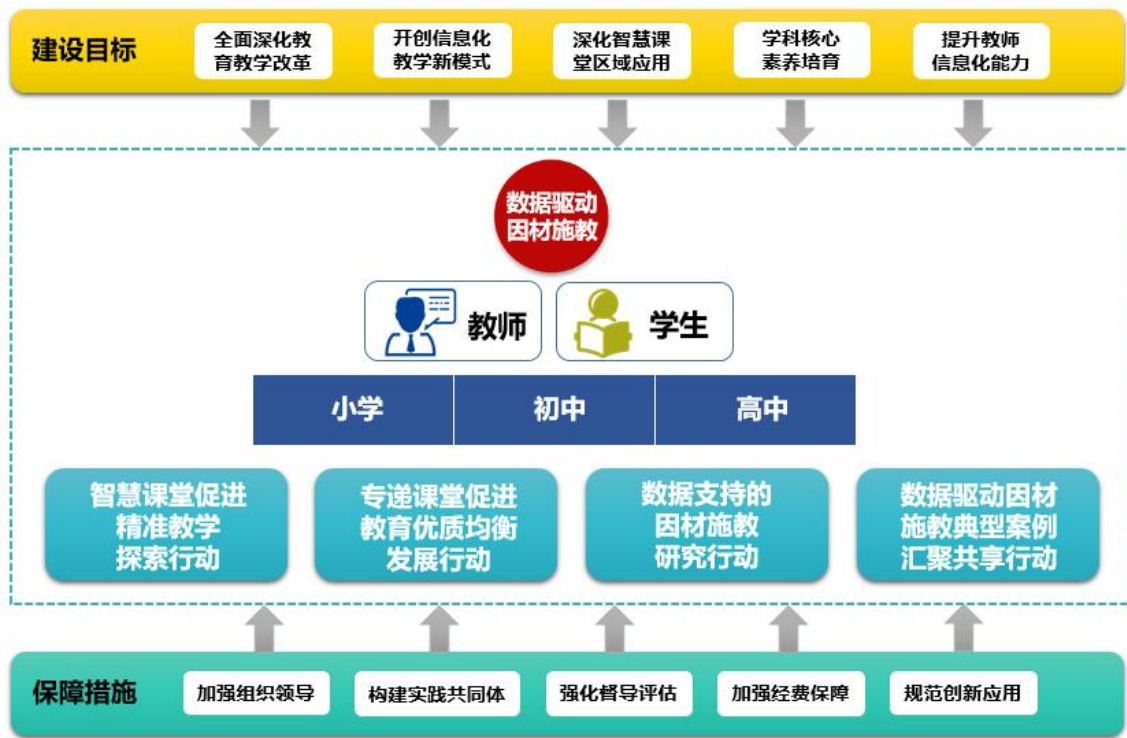 建设目标
全面深化教
育教学改革
开创信息化
教学新模式
深化智慧课
堂区域应用
学科核心
素养培育
提升教师
信息化能力
数据驱动
因材施教
教师
学生
小学
初中
高中
智慧课堂促进
精准教学
探索行动
专递课堂促进
教育优质均衡
发展行动
数据支持的
因材施教
研究行动
数据驱动因材
施教典型案例
汇聚共享行动
保障措施
加强组织领导
构建实践共同体
强化督导评估
加强经费保障
规范创新应用